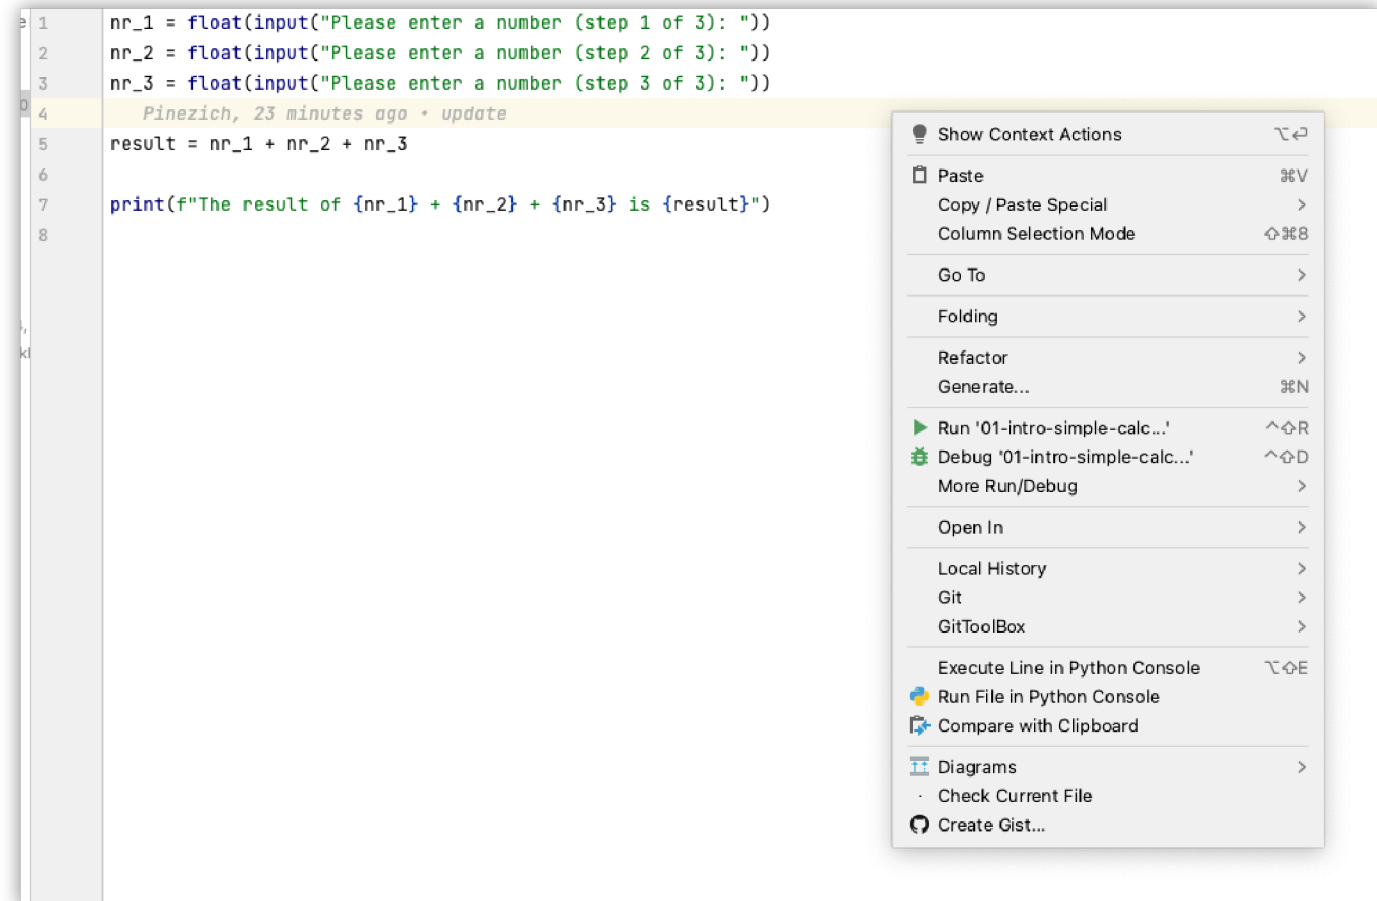 1 nr_1 = float(input("Please enter a number (step 1 of 3): "))
2 nr_2 = float(input("Please enter a number (step 2 of 3): "))
3 nr_3 = float(input("Please enter a number (step 3 of 3): "))
4 Pinezich, 23 minutes ago • update
5 result = nr_1 + nr_2 + nr_3
6
7 print(f"The result of {nr_1} + {nr_2} + {nr_3} is {result}")
8
Show Context Actions ⌥⏎
Paste ⌘V
Copy / Paste Special >
Column Selection Mode ⇧⌘8
Go To >
Folding >
Refactor >
Generate... ⌘N
Run '01-intro-simple-calc...' ^⇧R
Debug '01-intro-simple-calc...' ^⇧D
More Run/Debug >
Open In >
Local History >
Git >
GitToolBox >
Execute Line in Python Console ⌥⇧E
Run File in Python Console
Compare with Clipboard
Diagrams >
Check Current File
Create Gist...